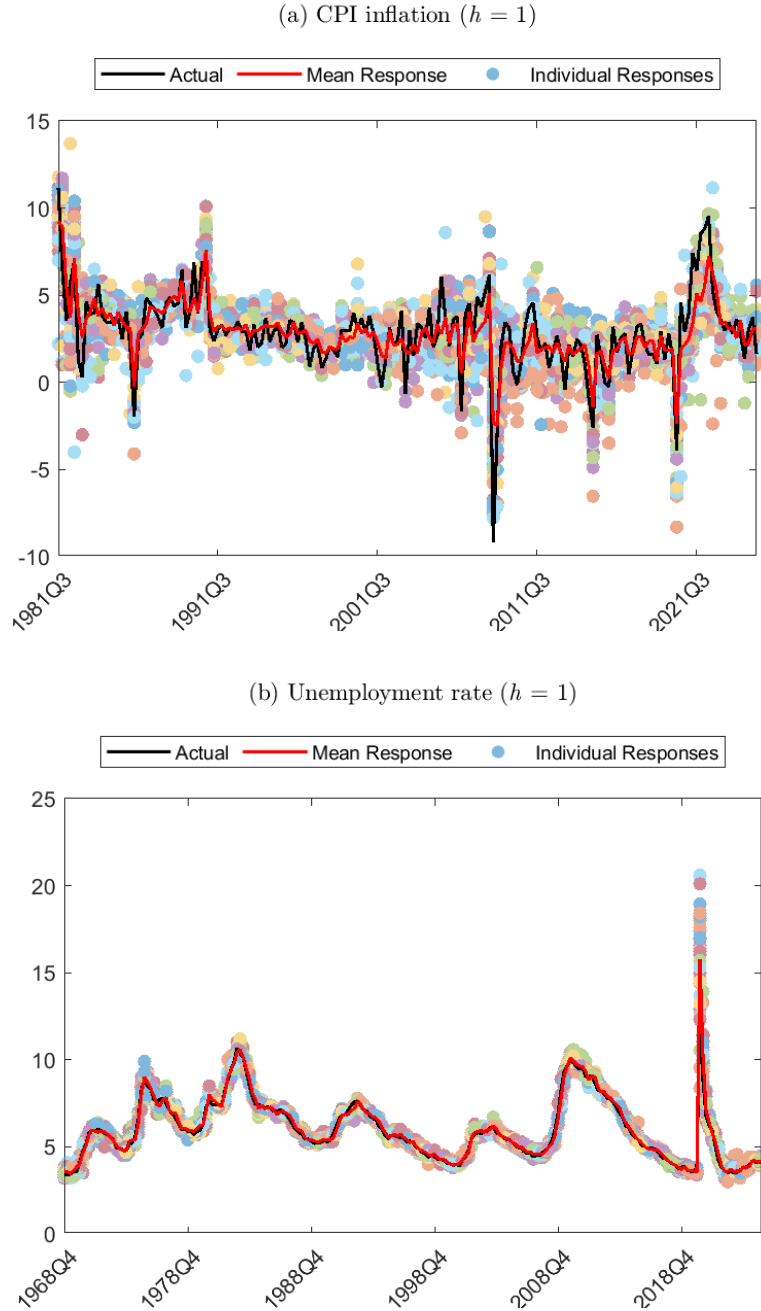 (a) CPI inflation (h = 1)
Actual Mean Response Individual Responses
15
10
5
0
-5
-10
1981Q3 1991Q3 2001Q3 2011Q3 2021Q3
(b) Unemployment rate (h = 1)
Actual Mean Response Individual Responses
25
20
15
10
5
0
1968Q4 1978Q4 1988Q4 1998Q4 2008Q4 2018Q4